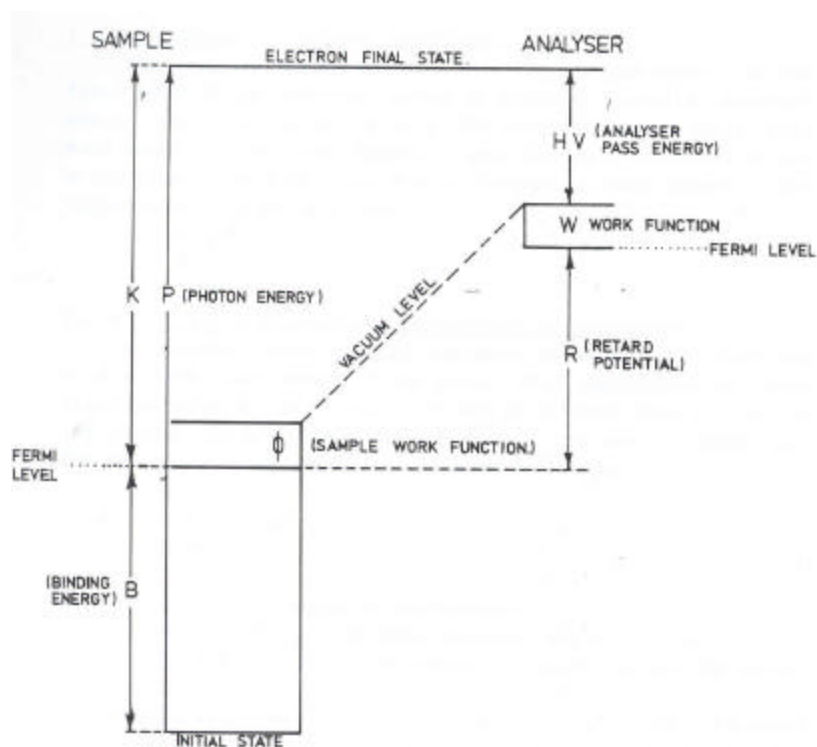 SAMPLE
ANALYSER
ELECTRON FINAL STATE.
HV (ANALYSER
PASS ENERGY)
W WORK FUNCTION
FERMI LEVEL
K P (PHOTON ENERGY)
VACUUM LEVEL
R (RETARD
POTENTIAL)
Φ (SAMPLE WORK FUNCTION.)
FERMI
LEVEL
(BINDING
ENERGY) B
INITIAL STATE